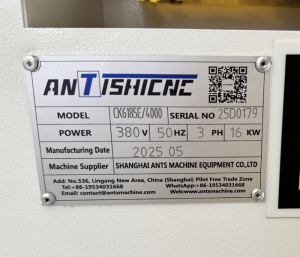 ANTISHICNC
MODEL CK6185E/4000 SERIAL NO 25D0179
POWER 380 V 50 HZ 3 PH 16 KW
Manufacturing Date 2025 05
Machine Supplier SHANGHAI ANTS MACHINE EQUIPMENT CO,LTD
Add: No.536, Lingang New Area, China (Shanghai) Pilot Free Trade Zone
Tel:+86-19534031668 WhatsApp:+86-19534031668
Email:contact@antsmachine.com Web:www.antsmachine.com